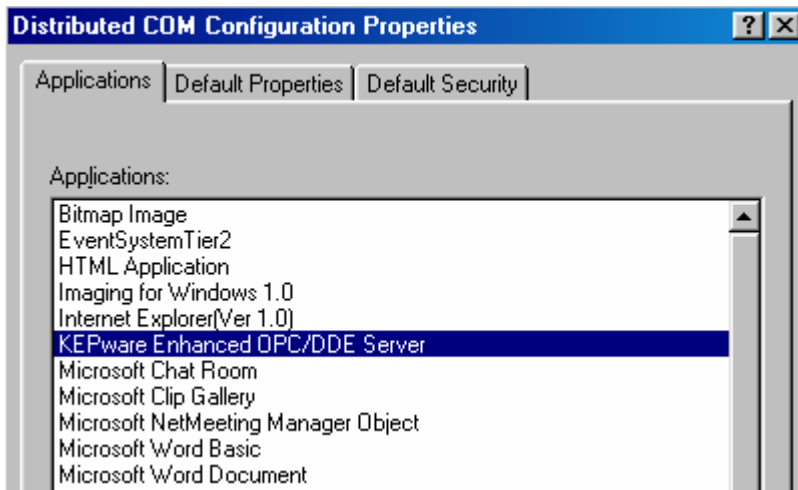 Distributed COM Configuration Properties
Applications Default Properties Default Security
Applications:
Bitmap Image
EventSystemTier2
HTML Application
Imaging for Windows 1.0
Internet Explorer(Ver 1.0)
KEPware Enhanced OPC/DDE Server
Microsoft Chat Room
Microsoft Clip Gallery
Microsoft NetMeeting Manager Object
Microsoft Word Basic
Microsoft Word Document